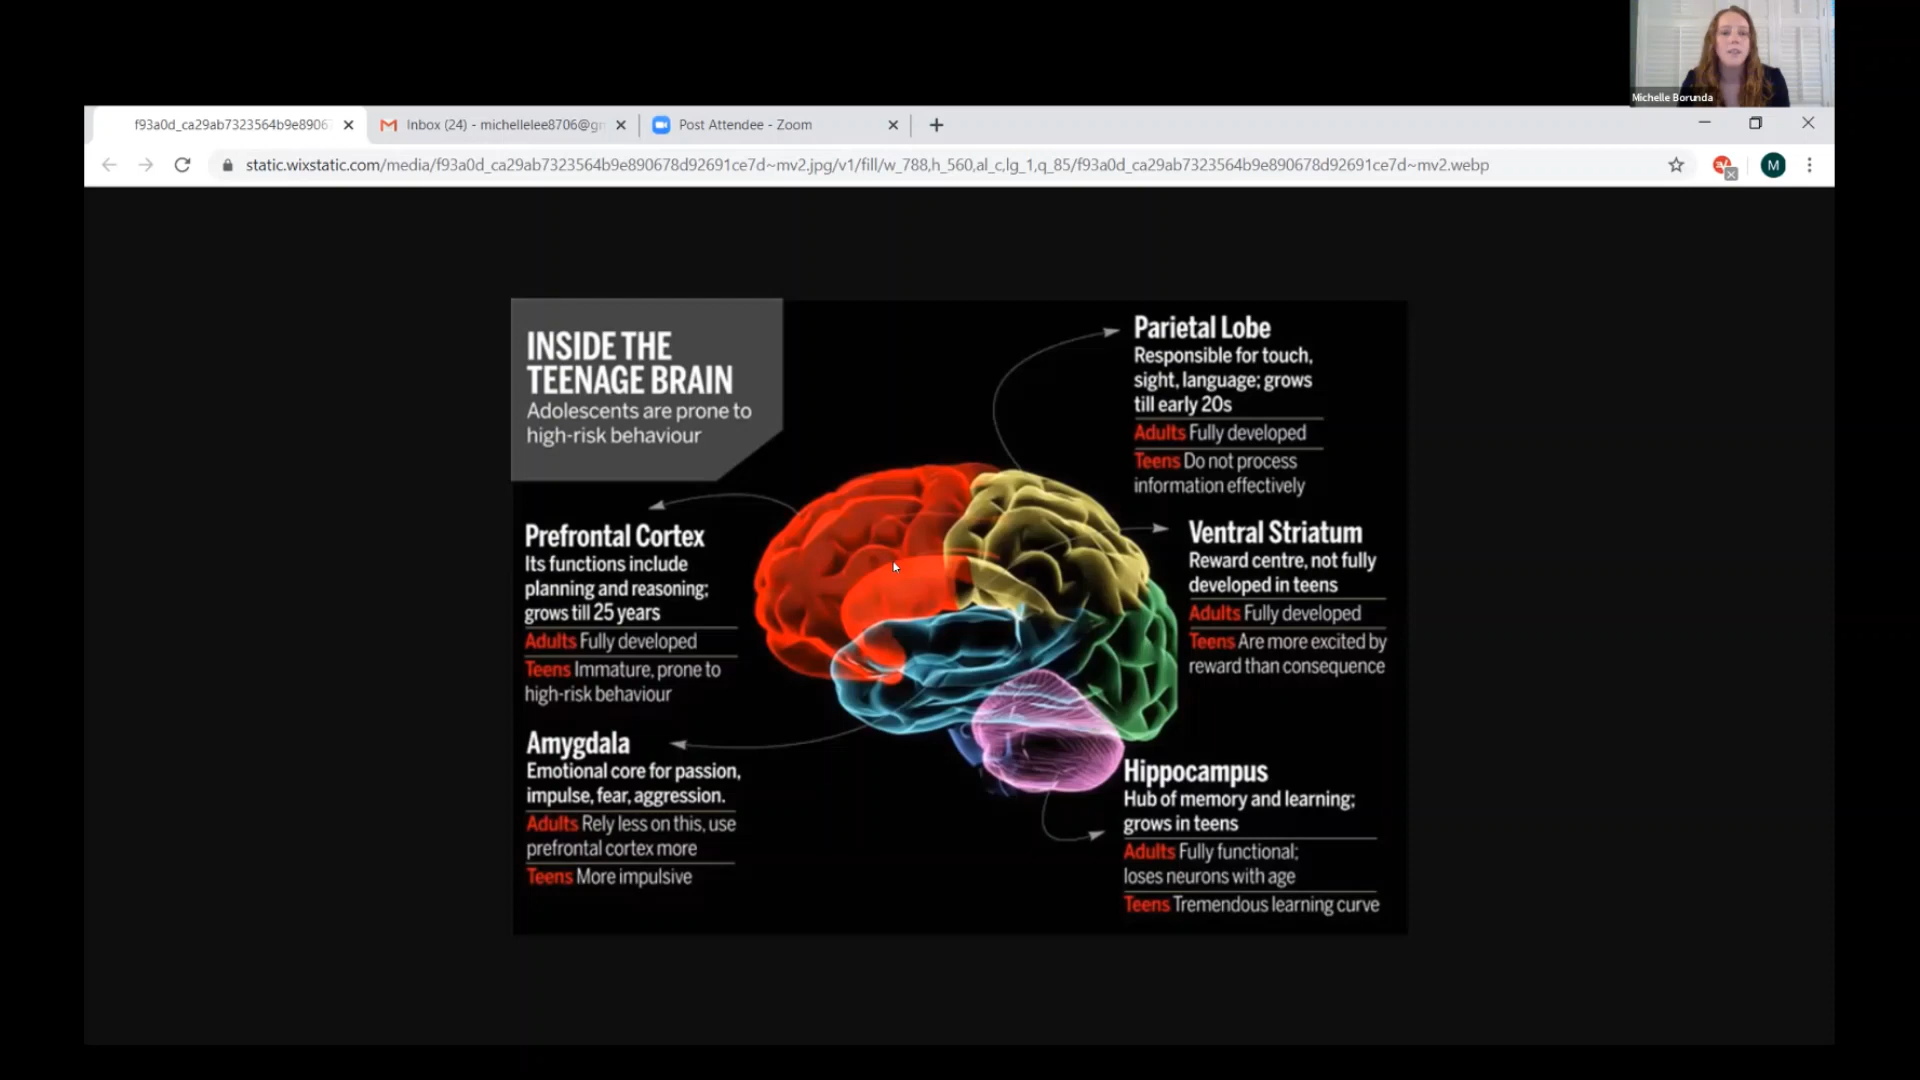 Michelle Borunda
f93a0d_ca29ab7323564b9e8906
Inbox (24) - michellelee8706@gm
Post Attendee - Zoom
static.wixstatic.com/media/f93a0d_ca29ab7323564b9e890678d92691ce7d~mv2.jpg/v1/fill/w_788,h_560,al_c,lg_1,q_85/f93a0d_ca29ab7323564b9e890678d92691ce7d~mv2.webp
M
INSIDE THE
TEENAGE BRAIN
Adolescents are prone to
high-risk behaviour
Prefrontal Cortex
Its functions include
planning and reasoning;
grows till 25 years
Adults Fully developed
Teens Immature, prone to
high-risk behaviour
Amygdala
Emotional core for passion,
impulse, fear, aggression.
Adults Rely less on this, use
prefrontal cortex more
Teens More impulsive
Parietal Lobe
Responsible for touch,
sight, language; grows
till early 20s
Adults Fully developed
Teens Do not process
information effectively
Ventral Striatum
Reward centre, not fully
developed in teens
Adults Fully developed
Teens Are more excited by
reward than consequence
Hippocampus
Hub of memory and learning;
grows in teens
Adults Fully functional;
loses neurons with age
Teens Tremendous learning curve